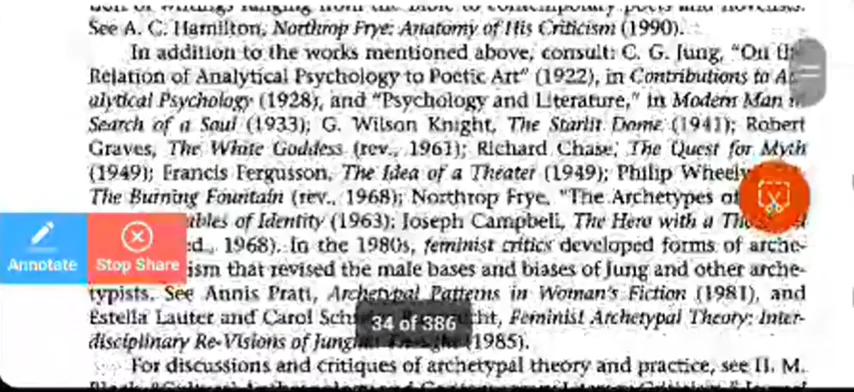 See A. C. Hamilton, Northrop Frye: Anatomy of His Criticism (1990).
In addition to the works mentioned above, consult: C. G. Jung, "On
Relation of Analytical Psychology to Poetic Art" (1922), in Contributions to
alytical Psychology (1928), and "Psychology and Literature," in Modern Man
Search of a Soul (1933); G. Wilson Knight, The Starlit Dome (1941); Robert
Graves, The White Goddess (rev., 1961); Richard Chase, The Quest for Myth
(1949); Francis Fergusson, The Idea of a Theater (1949); Philip
The Burning Fountain (rev., 1968); Northrop Frye, "The Archetypes
of Identity (1963); Joseph Campbell, The Hero with a
ed., 1968). In the 1980s, feminist critics developed forms of arche-
Annotate
Stop Share
ism that revised the male bases and biases of Jung and other arche-
typists. See Annis Pratt, Archetypal Patterns in Woman's Fiction (1981), and
Estella Lauter and Carol Feminist Archetypal Theory: Inter-
34 of 386
disciplinary Re-Visions of (1985).
For discussions and critiques of archetypal theory and practice, see H. M.